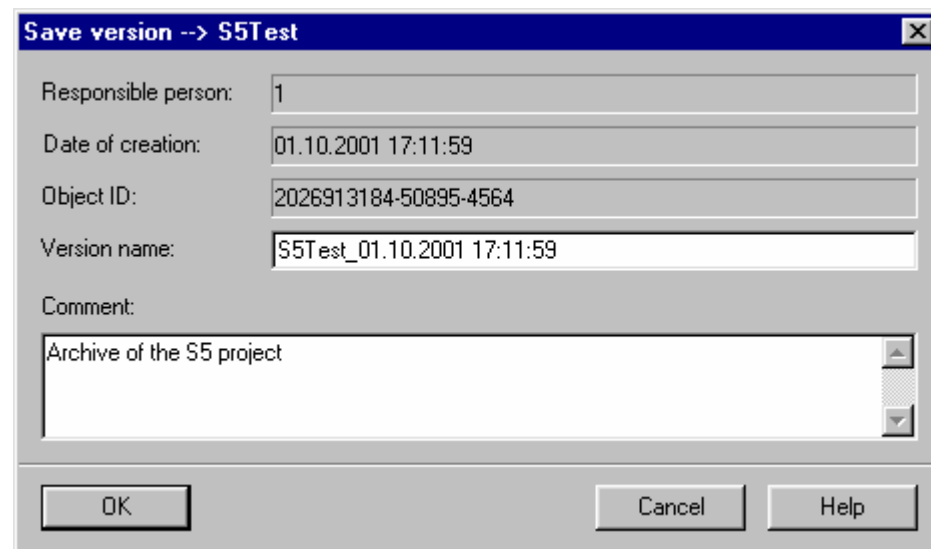 Save version --> S5Test
Responsible person: 1
Date of creation: 01.10.2001 17:11:59
Object ID: 2026913184-50895-4564
Version name: S5Test_01.10.2001 17:11:59
Comment:
Archive of the S5 project
OK Cancel Help